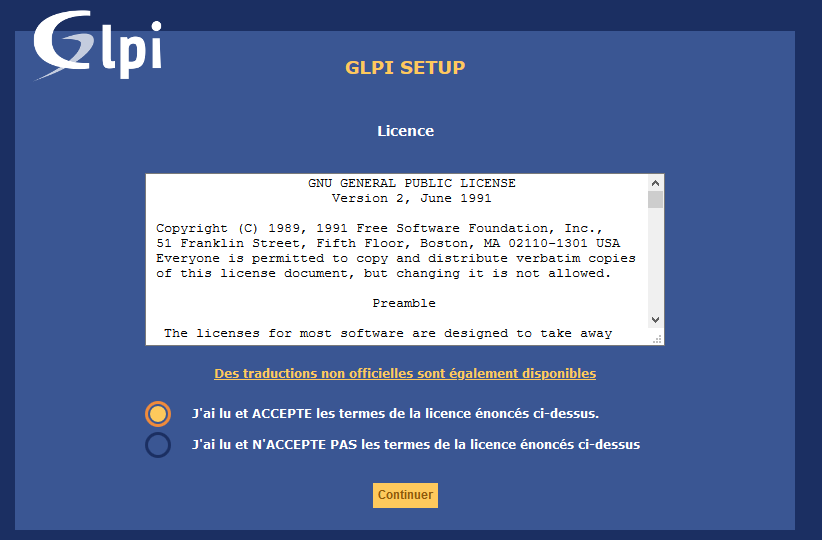 Glpi
GLPI SETUP
Licence
GNU GENERAL PUBLIC LICENSE
Version 2, June 1991
Copyright (C) 1989, 1991 Free Software Foundation, Inc.,
51 Franklin Street, Fifth Floor, Boston, MA 02110-1301 USA
Everyone is permitted to copy and distribute verbatim copies
of this license document, but changing it is not allowed.
Preamble
The licenses for most software are designed to take away
Des traductions non officielles sont également disponibles
J'ai lu et ACCEPTE les termes de la licence énoncés ci-dessus.
J'ai lu et N'ACCEPTE PAS les termes de la licence énoncés ci-dessus
Continuer